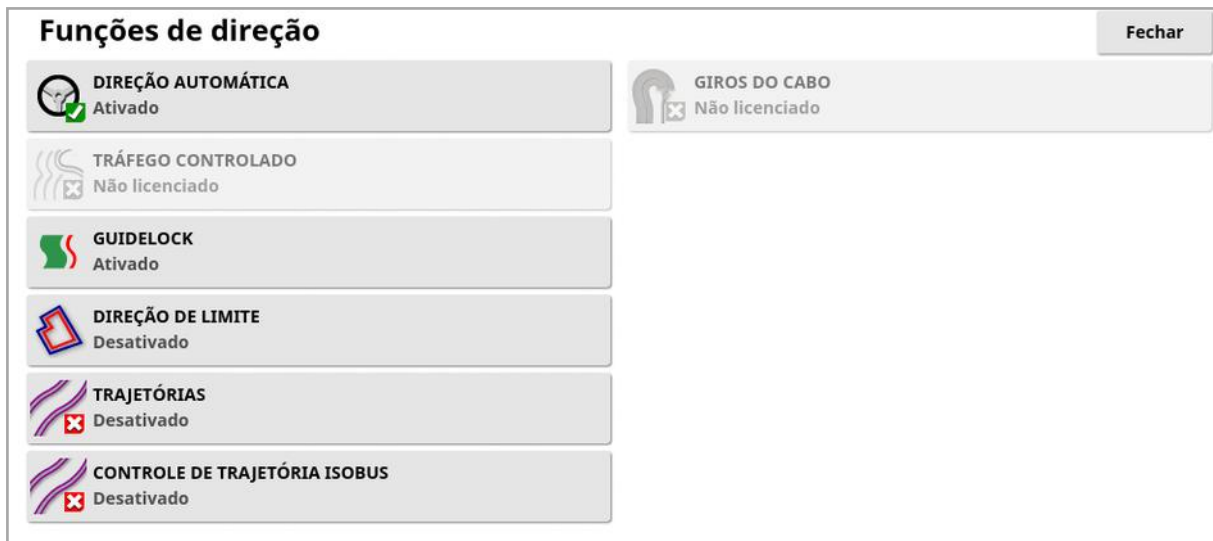 Funções de direção
Fechar
DIREÇÃO AUTOMÁTICA
Ativado
TRÁFEGO CONTROLADO
Não licenciado
GUIDELOCK
Ativado
DIREÇÃO DE LIMITE
Desativado
TRAJETÓRIAS
Desativado
CONTROLE DE TRAJETÓRIA ISOBUS
Desativado
GIROS DO CABO
Não licenciado